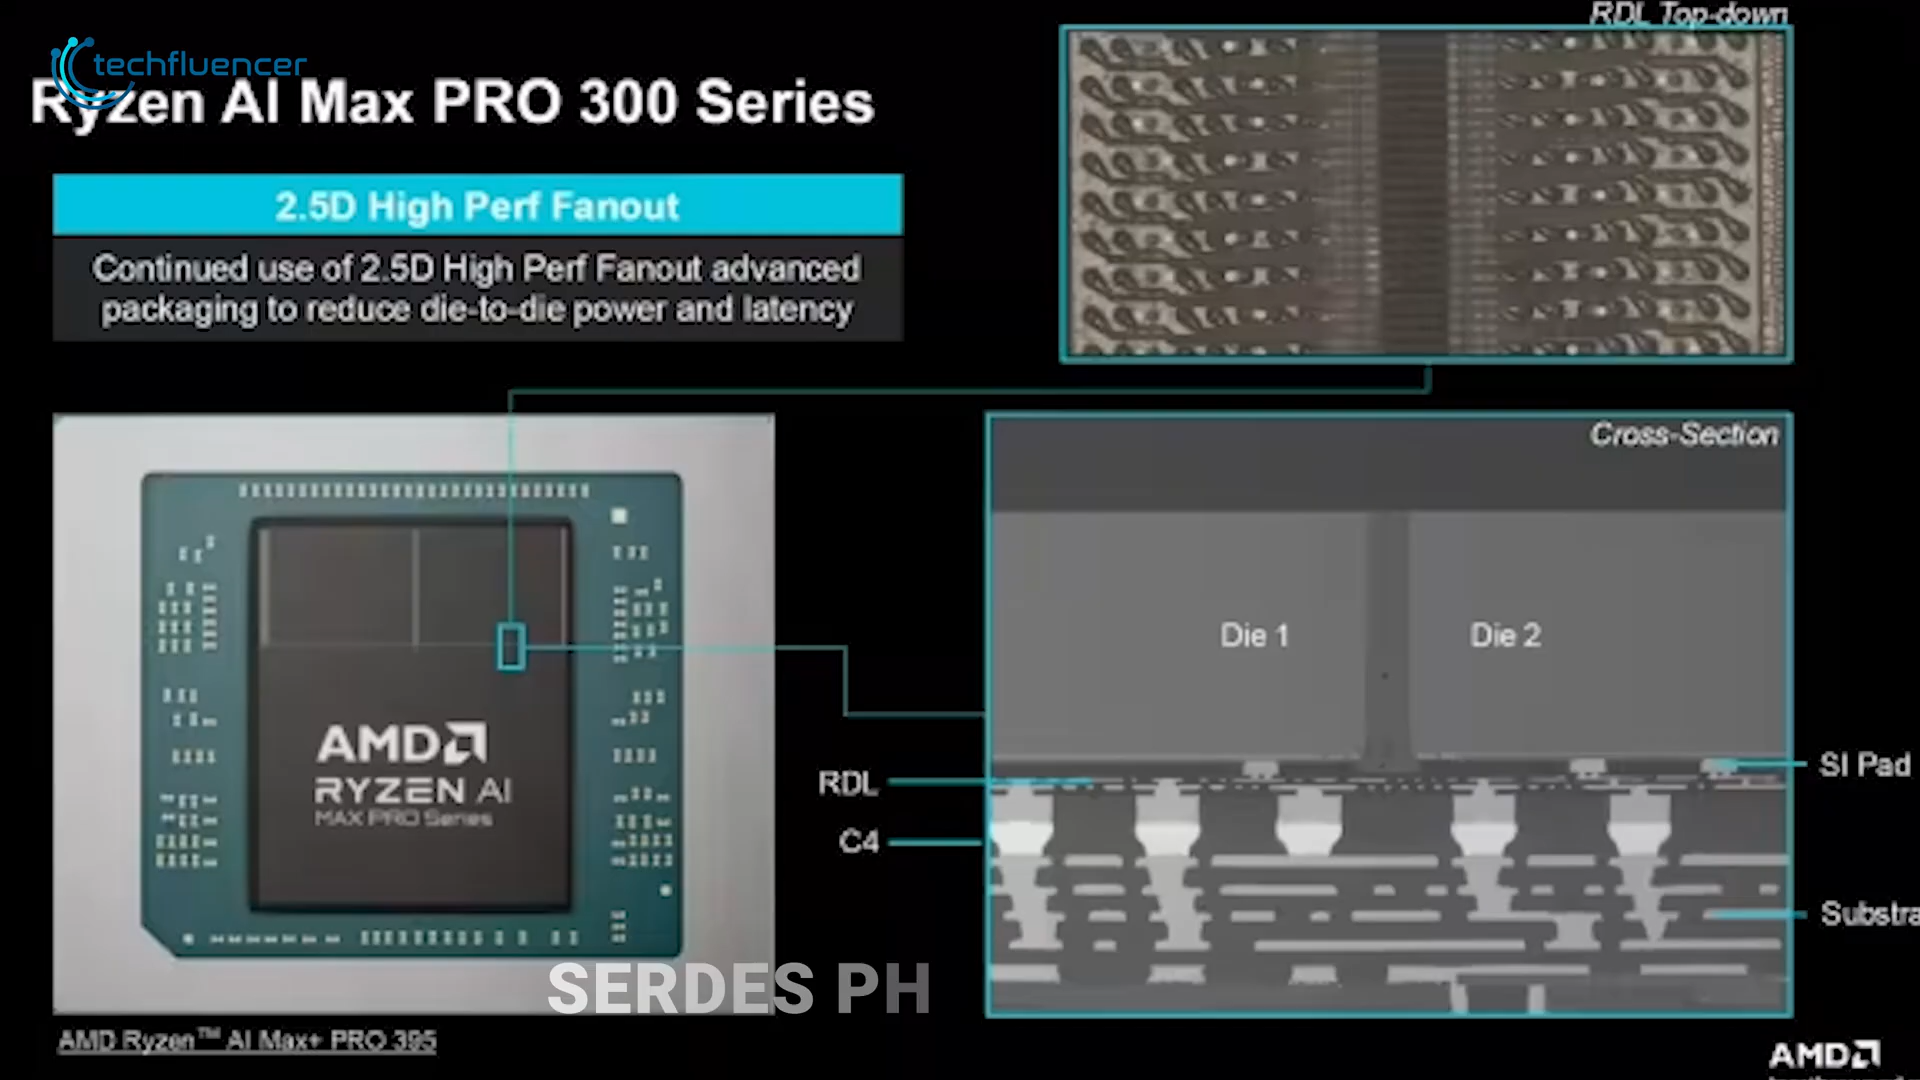 RDL Top-down
techfluencer
Ryzen AI Max PRO 300 Series
2.5D High Perf Fanout
Continued use of 2.5D High Perf Fanout advanced
packaging to reduce die-to-die power and latency
Cross-Section
Die 1
Die 2
AMD
RYZEN AI
MAX PRO Series
RDL
C4
SI Pad
Substra
SERDES PH
AMD Ryzen™ AI Max+ PRO 395
AMD